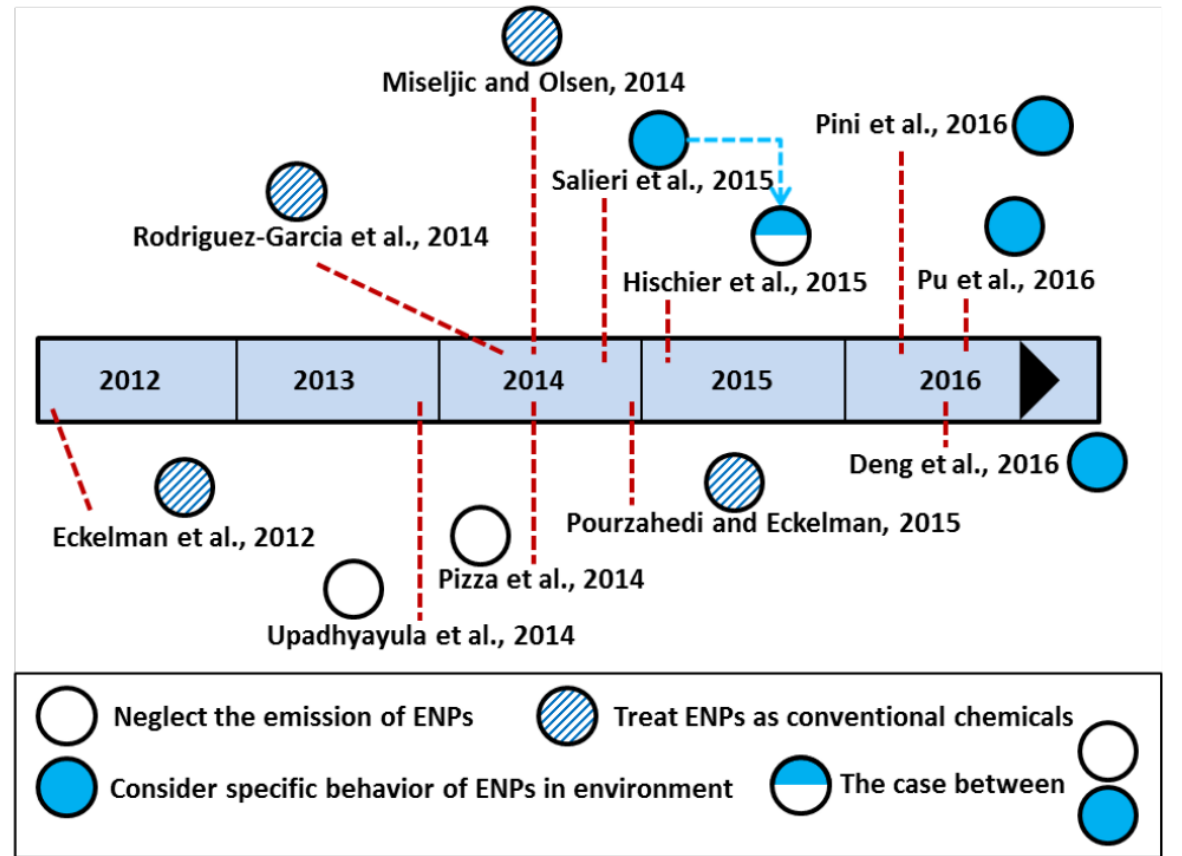 Miseljic and Olsen, 2014
Pini et al., 2016
Salieri et al., 2015
Rodriguez-Garcia et al., 2014
Hischier et al., 2015
Pu et al., 2016
2012
2013
2014
2015
2016
Deng et al., 2016
Eckelman et al., 2012
Pourzahedi and Eckelman, 2015
Pizza et al., 2014
Upadhyayula et al., 2014
Neglect the emission of ENPs
Treat ENPs as conventional chemicals
Consider specific behavior of ENPs in environment
The case between